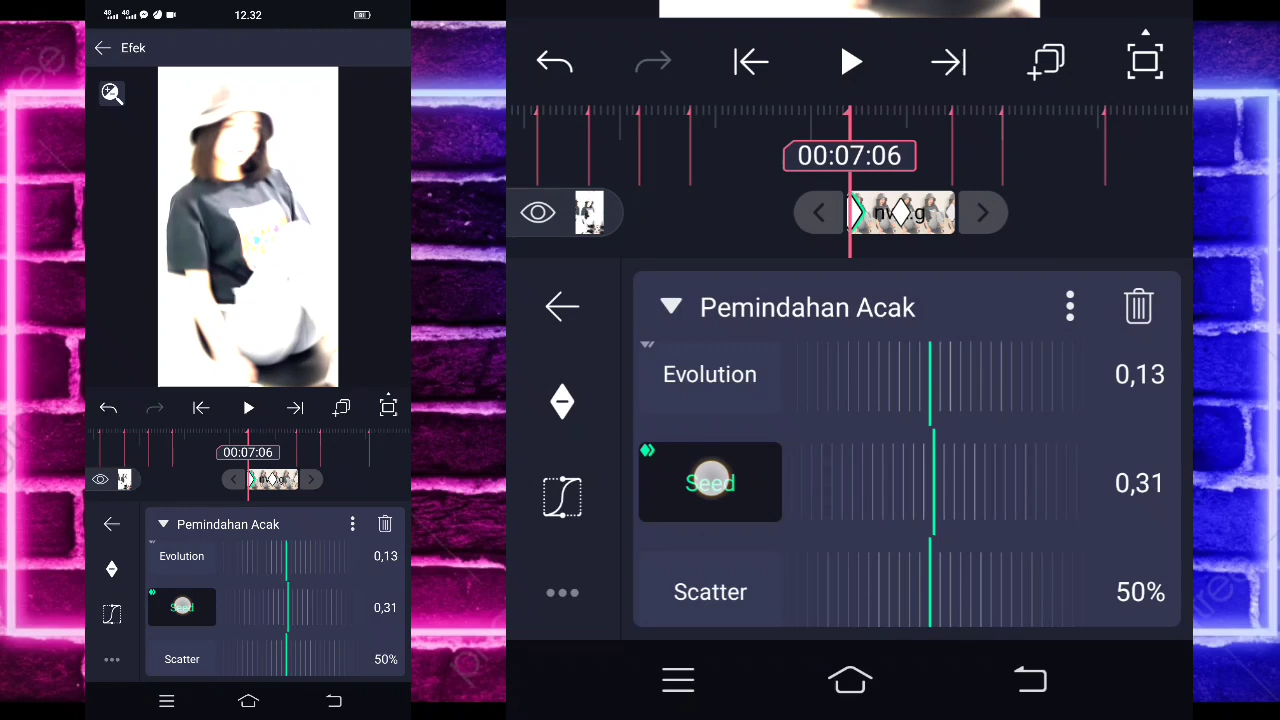 12.32
Efek
00:07:06
Pemindahan Acak
Evolution
0,13
Seed
0,31
Scatter
50%
00:07:06
Pemindahan Acak
Evolution
0,13
Seed
0,31
Scatter
50%